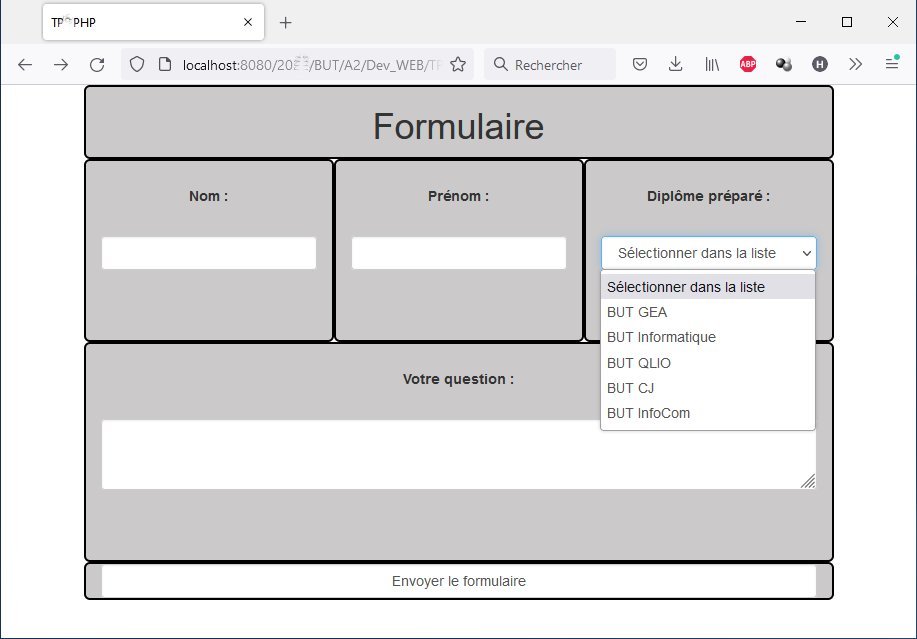 PHP
localhost:8080/20 /BUT/A2/Dev_WEB/TP
Rechercher
ABP
H
Formulaire
Nom :
Prénom :
Diplôme préparé :
Sélectionner dans la liste
Sélectionner dans la liste
BUT GEA
BUT Informatique
BUT QLIO
BUT CJ
BUT InfoCom
Votre question :
Envoyer le formulaire